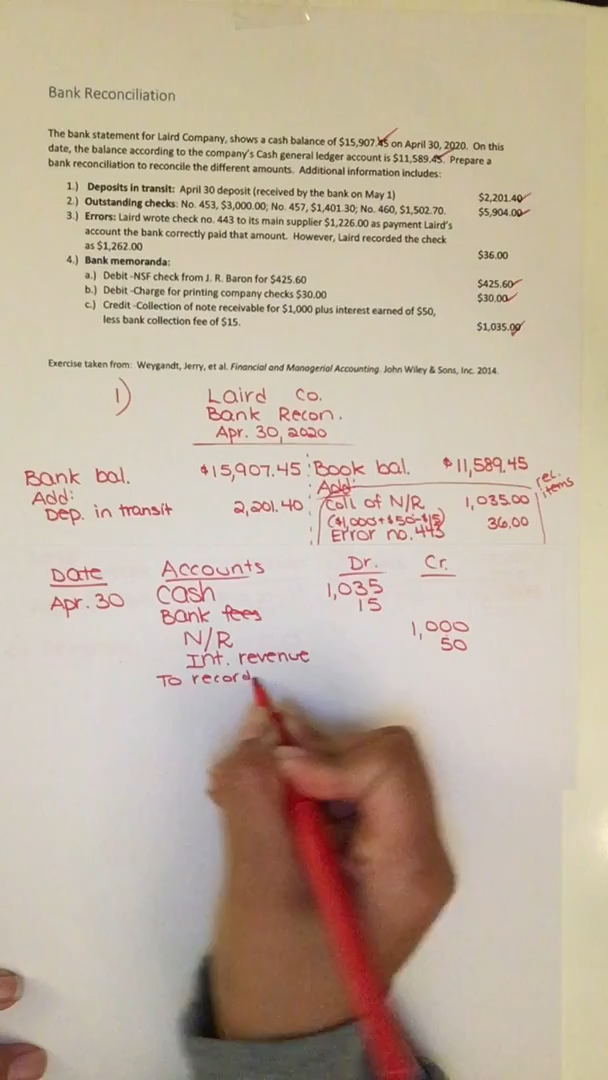 Bank Reconciliation
The bank statement for Laird Company, shows a cash balance of $15,907.45 on April 30, 2020. On this
date, the balance according to the company's Cash general ledger account is $11,589.45. Prepare a
bank reconciliation to reconcile the different amounts. Additional information includes:
1.) Deposits in transit: April 30 deposit (received by the bank on May 1) $2,201.40
2.) Outstanding checks: No. 453, $3,000.00; No. 457, $1,401.30; No. 460, $1,502.70. $5,904.00
3.) Errors: Laird wrote check no. 443 to its main supplier $1,226.00 as payment Laird's
account the bank correctly paid that amount. However, Laird recorded the check
as $1,262.00 $36.00
4.) Bank memoranda:
a.) Debit -NSF check from J. R. Baron for $425.60 $425.60
b.) Debit -Charge for printing company checks $30.00 $30.00
c.) Credit -Collection of note receivable for $1,000 plus interest earned of $50,
less bank collection fee of $15. $1,035.00
Exercise taken from: Weygandt, Jerry, et al. Financial and Managerial Accounting. John Wiley & Sons, Inc. 2014.
1) Laird Co.
Bank Recon.
Apr. 30, 2020
Bank bal. $15,907.45 Book bal. $11,589.45
Add: Add: rec. items
Dep. in transit 2,201.40 Coll of N/R 1,035.00
($1,000+$50-$15)
Error no. 443 36.00
Date Accounts Dr. Cr.
Apr. 30 Cash 1,035
Bank fees 15
N/R 1,000
Int. revenue 50
To record